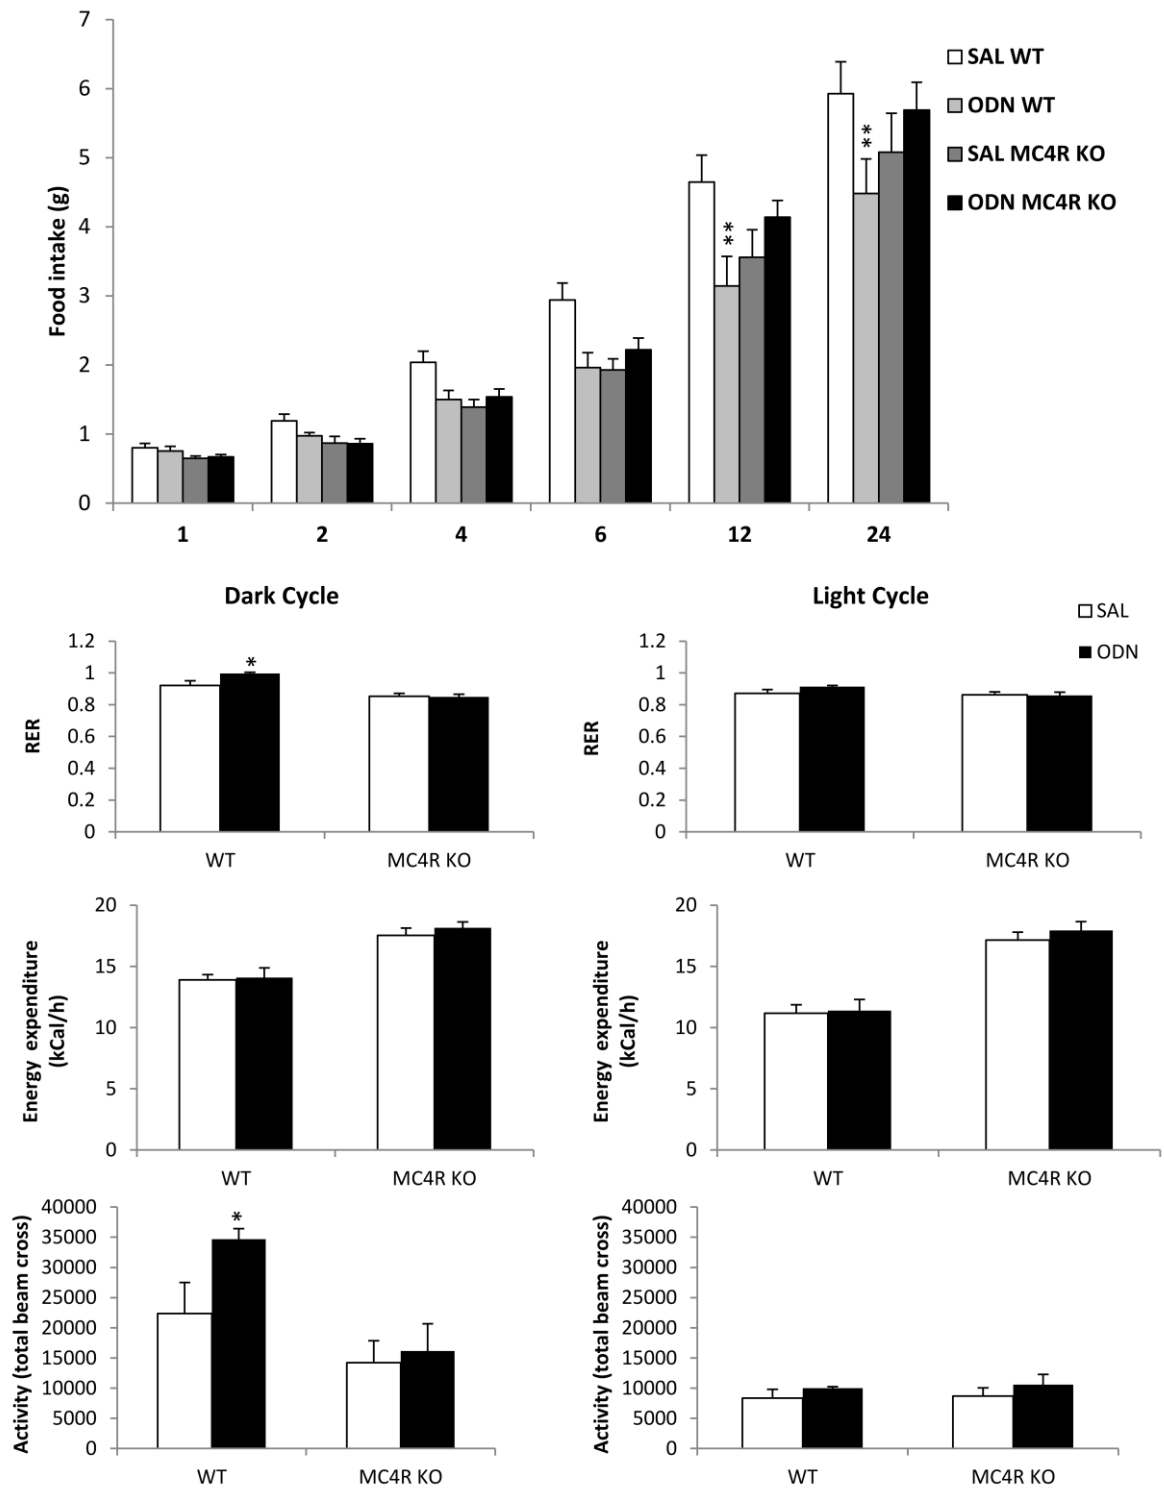 7
6
5
4
3
2
1
0
Food intake (g)
**
**
1 2 4 6 12 24
SAL WT
ODN WT
SAL MC4R KO
ODN MC4R KO
Dark Cycle
Light Cycle
SAL
ODN
RER
1.2
1
0.8
0.6
0.4
0.2
0
*
WT MC4R KO
RER
1.2
1
0.8
0.6
0.4
0.2
0
WT MC4R KO
Energy expenditure
(kCal/h)
20
15
10
5
0
WT MC4R KO
Energy expenditure
(kCal/h)
20
15
10
5
0
WT MC4R KO
Activity (total beam cross)
40000
35000
30000
25000
20000
15000
10000
5000
0
*
WT MC4R KO
Activity (total beam cross)
40000
35000
30000
25000
20000
15000
10000
5000
0
WT MC4R KO